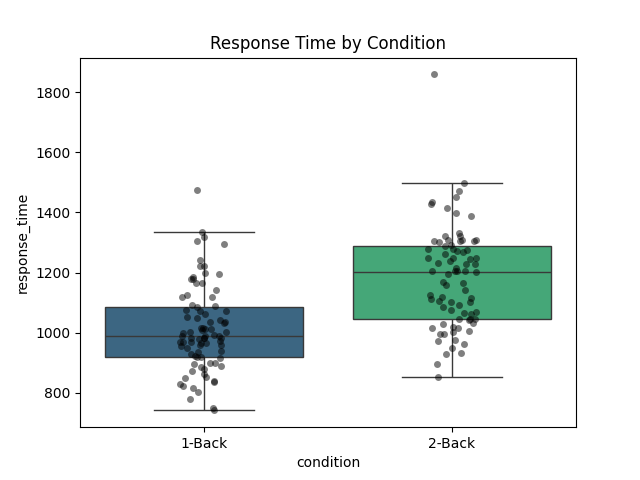 Response Time by Condition
response_time
1800
1600
1400
1200
1000
800
1-Back
2-Back
condition